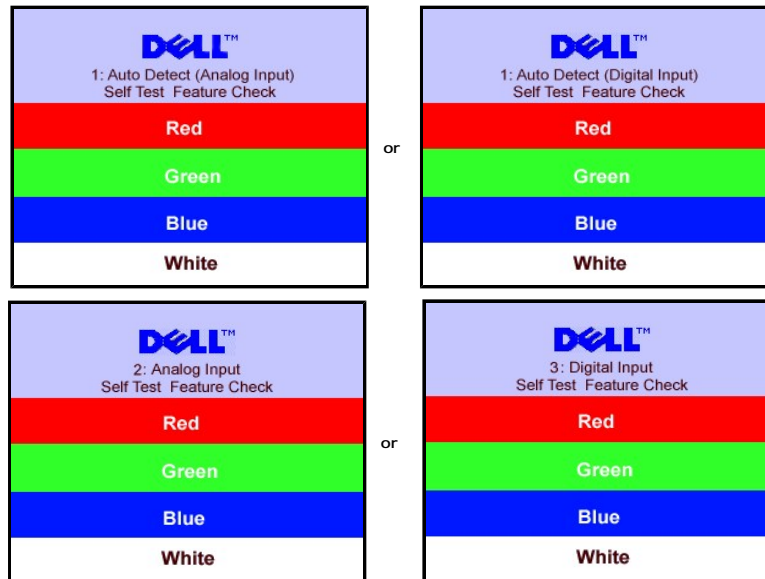 DELL™
1: Auto Detect (Analog Input)
Self Test Feature Check
Red
Green
Blue
White
or
DELL™
1: Auto Detect (Digital Input)
Self Test Feature Check
Red
Green
Blue
White
DELL™
2: Analog Input
Self Test Feature Check
Red
Green
Blue
White
or
DELL™
3: Digital Input
Self Test Feature Check
Red
Green
Blue
White